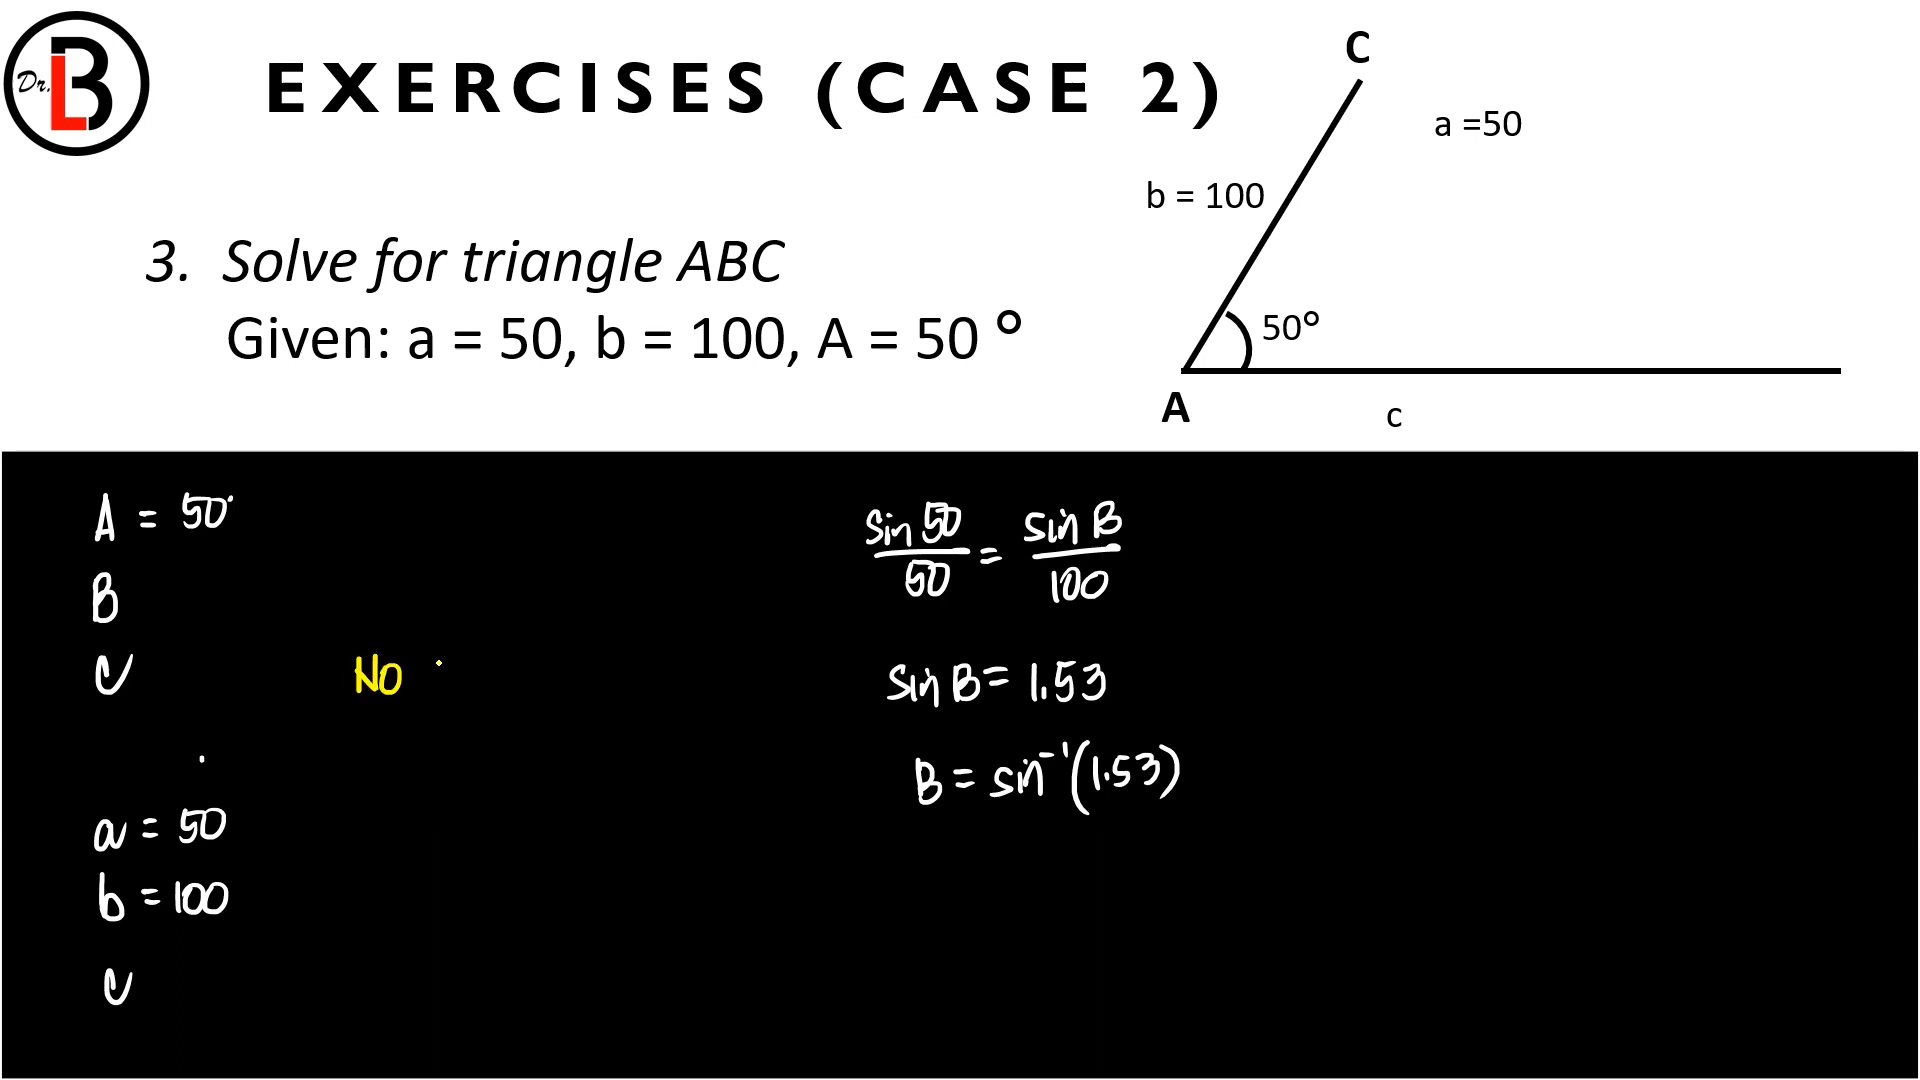 Dr. LB
EXERCISES (CASE 2)
C
a =50
b = 100
3. Solve for triangle ABC
Given: a = 50, b = 100, A = 50 °
50°
A
c
A = 50°
B
C
NO
a = 50
b = 100
c
sin 50 / 50 = sin B / 100
sin B = 1.53
B = sin⁻¹(1.53)